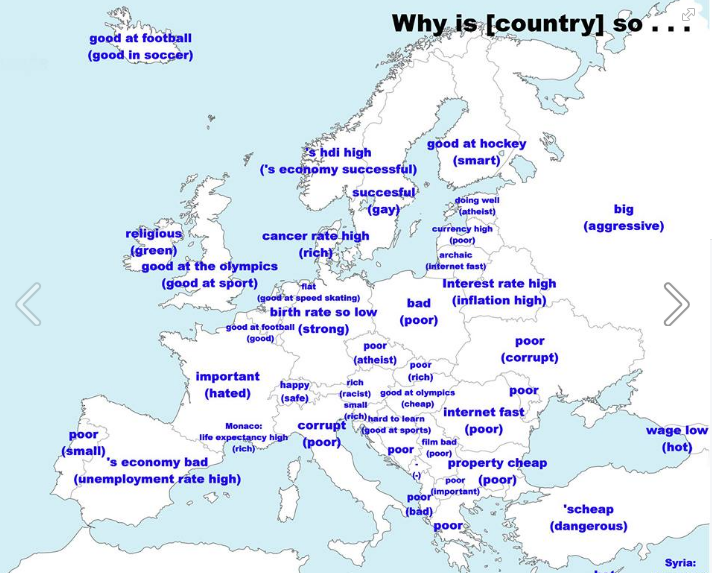 Why is [country] so . . .
good at football
(good in soccer)
's hdi high
('s economy successful)
good at hockey
(smart)
succesful
(gay)
doing well
(atheist)
big
(aggressive)
religious
(green)
cancer rate high
(rich)
currency high
(poor)
archaic
(internet fast)
good at the olympics
(good at sport)
flat
(good at speed skating)
Interest rate high
(inflation high)
birth rate so low
(strong)
bad
(poor)
good at football
(good)
poor
(atheist)
poor
(corrupt)
poor
(rich)
important
(hated)
happy
(safe)
rich
(racist)
good at olympics
(cheap)
poor
small
(rich)
internet fast
(poor)
hard to learn
(good at sports)
Monaco:
life expectancy high
(rich)
corrupt
(poor)
wage low
(hot)
poor
(small)
's economy bad
(unemployment rate high)
poor
film bad
(poor)
-
(-)
property cheap
(poor)
poor
(important)
poor
(bad)
poor
'scheap
(dangerous)
Syria: